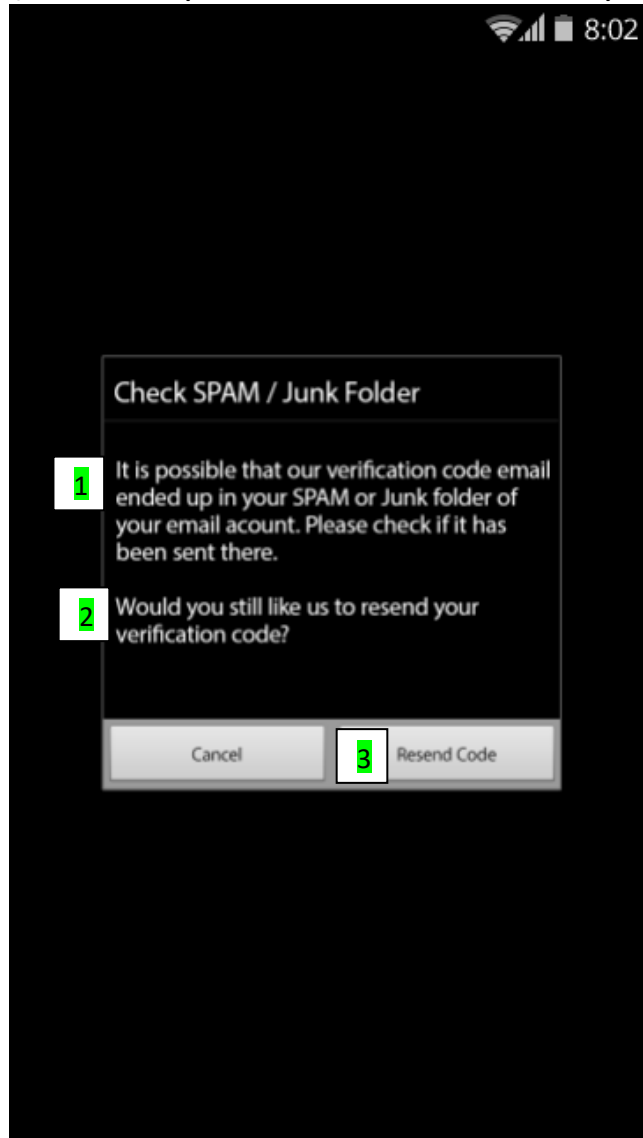 8:02
Check SPAM / Junk Folder
1 It is possible that our verification code email
ended up in your SPAM or Junk folder of
your email acount. Please check if it has
been sent there.
2 Would you still like us to resend your
verification code?
Cancel 3 Resend Code